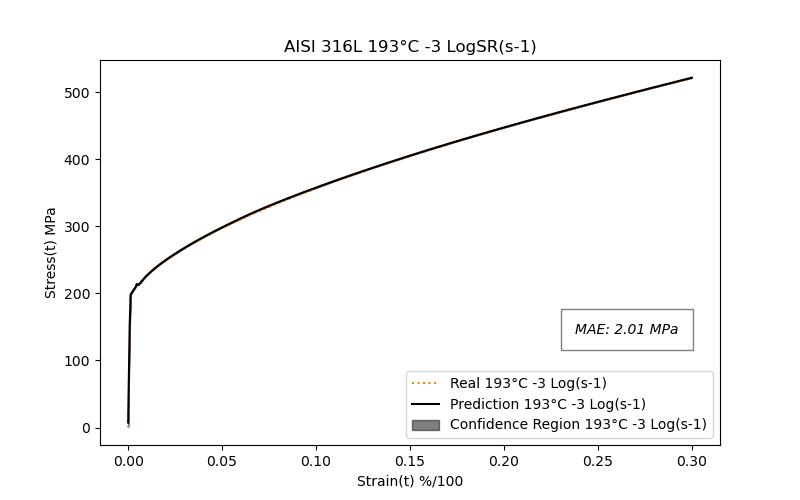 AISI 316L 193°C -3 LogSR(s-1)
Stress(t) MPa
500
400
300
200
100
0
MAE: 2.01 MPa
Real 193°C -3 Log(s-1)
Prediction 193°C -3 Log(s-1)
Confidence Region 193°C -3 Log(s-1)
0.00 0.05 0.10 0.15 0.20 0.25 0.30
Strain(t) %/100